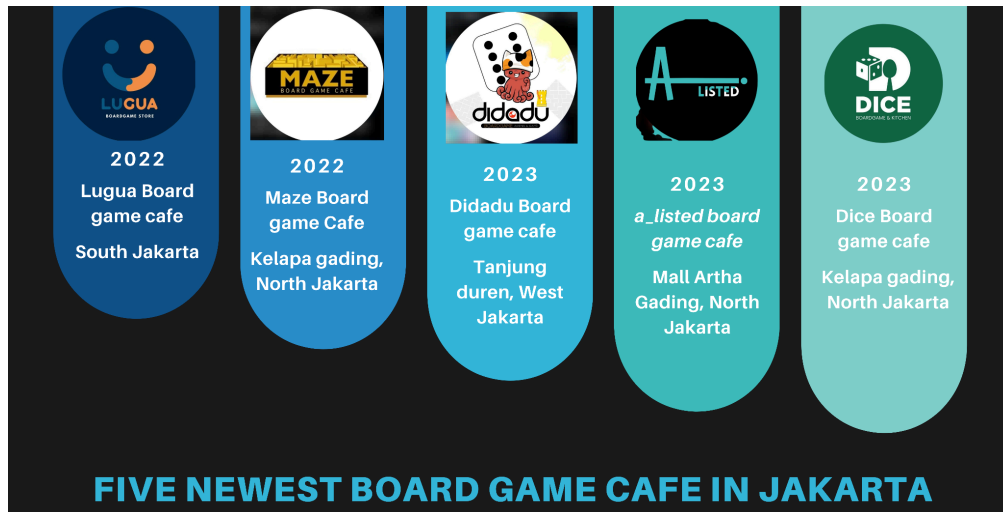 LUGUA
BOARDGAME STORE
2022
Lugua Board
game cafe
South Jakarta
MAZE
BOARD GAME CAFE
2022
Maze Board
game Cafe
Kelapa gading,
North Jakarta
didadu
2023
Didadu Board
game cafe
Tanjung
duren, West
Jakarta
A
LISTED
2023
a_listed board
game cafe
Mall Artha
Gading, North
Jakarta
DICE
BOARDGAME & KITCHEN
2023
Dice Board
game cafe
Kelapa gading,
North Jakarta
FIVE NEWEST BOARD GAME CAFE IN JAKARTA